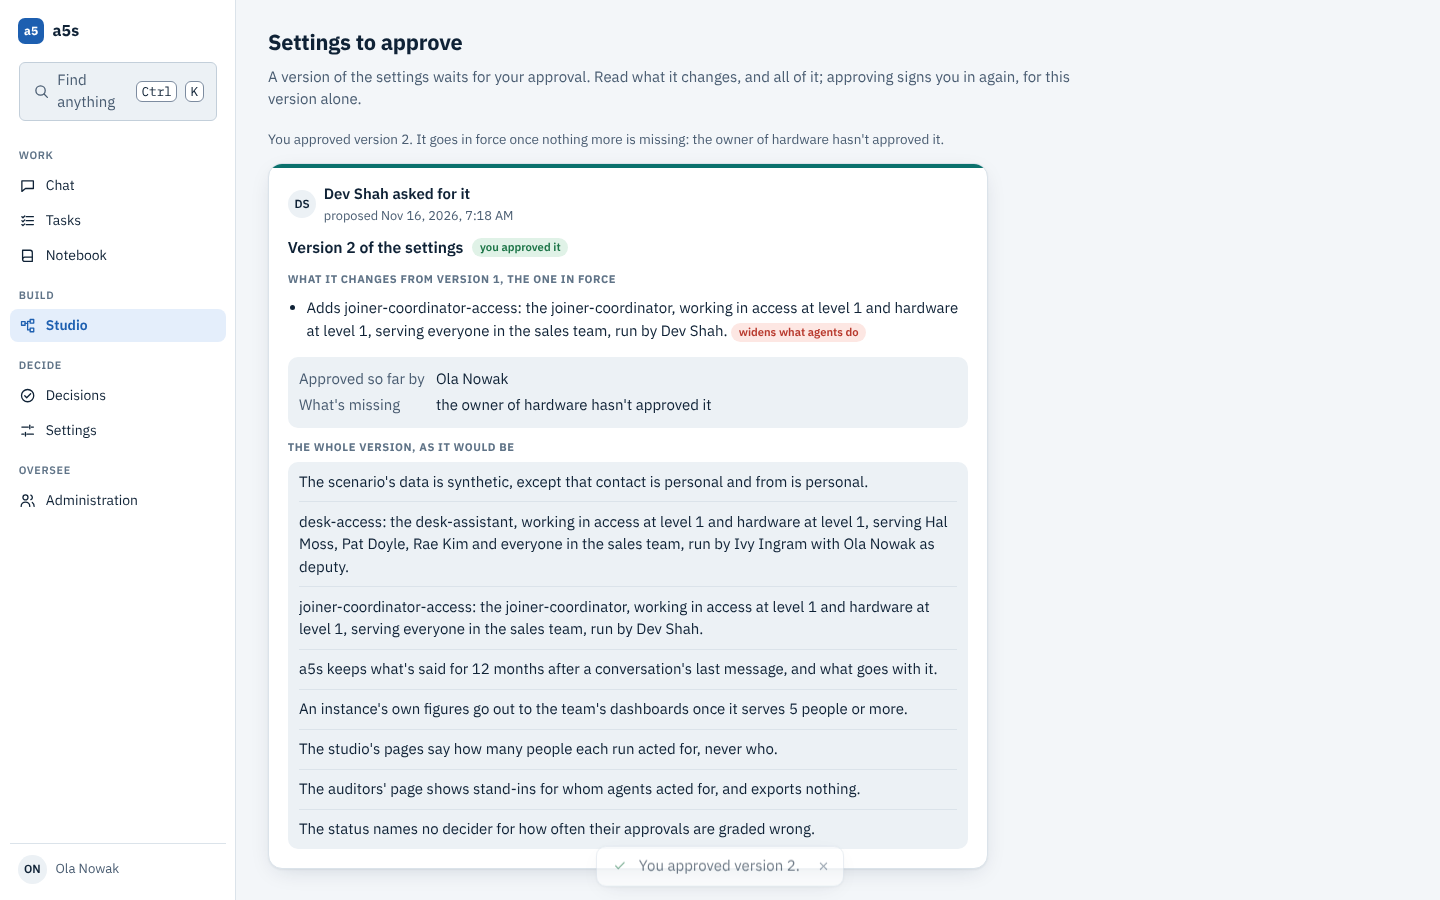 a5 a5s
Find
anything
Ctrl K
WORK
Chat
Tasks
Notebook
BUILD
Studio
DECIDE
Decisions
Settings
OVERSEE
Administration
ON Ola Nowak
Settings to approve
A version of the settings waits for your approval. Read what it changes, and all of it; approving signs you in again, for this
version alone.
You approved version 2. It goes in force once nothing more is missing: the owner of hardware hasn't approved it.
DS
Dev Shah asked for it
proposed Nov 16, 2026, 7:18 AM
Version 2 of the settings you approved it
WHAT IT CHANGES FROM VERSION 1, THE ONE IN FORCE
• Adds joiner-coordinator-access: the joiner-coordinator, working in access at level 1 and hardware
at level 1, serving everyone in the sales team, run by Dev Shah. widens what agents do
Approved so far by Ola Nowak
What's missing the owner of hardware hasn't approved it
THE WHOLE VERSION, AS IT WOULD BE
The scenario's data is synthetic, except that contact is personal and from is personal.
desk-access: the desk-assistant, working in access at level 1 and hardware at level 1, serving Hal
Moss, Pat Doyle, Rae Kim and everyone in the sales team, run by Ivy Ingram with Ola Nowak as
deputy.
joiner-coordinator-access: the joiner-coordinator, working in access at level 1 and hardware at
level 1, serving everyone in the sales team, run by Dev Shah.
a5s keeps what's said for 12 months after a conversation's last message, and what goes with it.
An instance's own figures go out to the team's dashboards once it serves 5 people or more.
The studio's pages say how many people each run acted for, never who.
The auditors' page shows stand-ins for whom agents acted for, and exports nothing.
The status names no decider for how often their approvals are graded wrong.
You approved version 2.